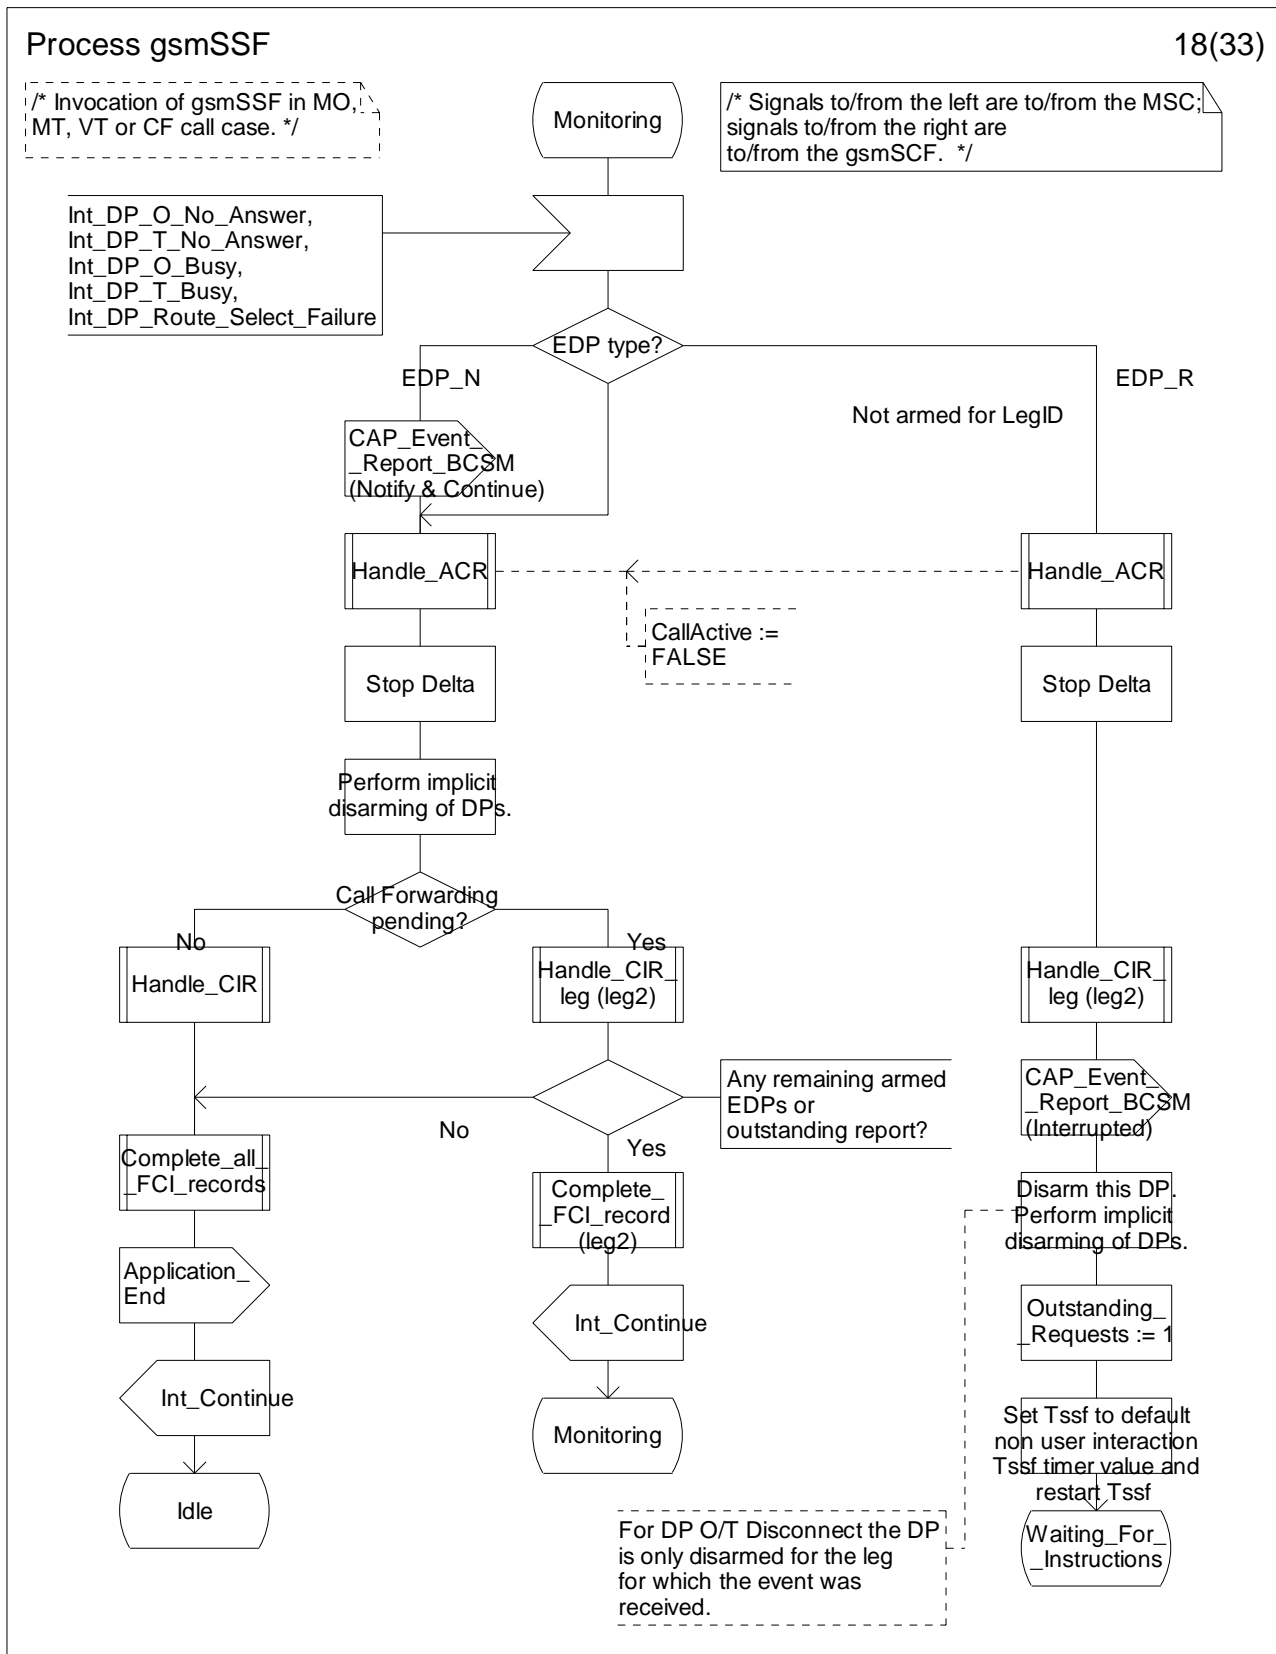 Process gsmSSF
18(33)
/* Invocation of gsmSSF in MO,
MT, VT or CF call case. */
Monitoring
/* Signals to/from the left are to/from the MSC;
signals to/from the right are
to/from the gsmSCF.  */
Int_DP_O_No_Answer,
Int_DP_T_No_Answer,
Int_DP_O_Busy,
Int_DP_T_Busy,
Int_DP_Route_Select_Failure
EDP type?
EDP_N
EDP_R
Not armed for LegID
CAP_Event_
_Report_BCSM
(Notify & Continue)
Handle_ACR
Handle_ACR
CallActive :=
FALSE
Stop Delta
Stop Delta
Perform implicit
disarming of DPs.
Call Forwarding
pending?
No
Yes
Handle_CIR
Handle_CIR_
leg (leg2)
Handle_CIR_
leg (leg2)
Any remaining armed
EDPs or
outstanding report?
CAP_Event_
_Report_BCSM
(Interrupted)
No
Yes
Complete_all_
_FCI_records
Complete_
_FCI_record
(leg2)
Disarm this DP.
Perform implicit
disarming of DPs.
Application_
End
Int_Continue
Outstanding_
_Requests := 1
Int_Continue
Monitoring
Set Tssf to default
non user interaction
Tssf timer value and
restart Tssf
Idle
For DP O/T Disconnect the DP
is only disarmed for the leg
for which the event was
received.
Waiting_For_
_Instructions